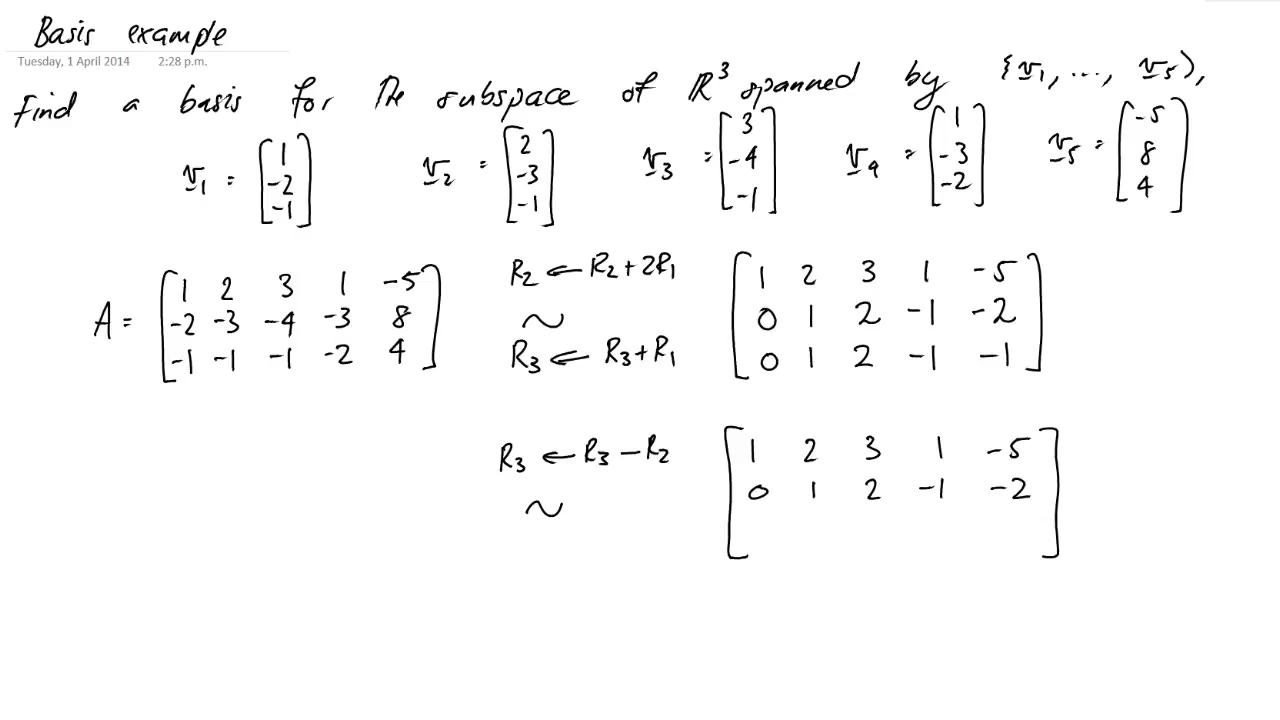 Basis example
Tuesday, 1 April 2014 2:28 p.m.
Find a basis for the subspace of ℝ³ spanned by {v₁, ..., v₅},
v₁ = [1 -2 -1] v₂ = [2 -3 -1] v₃ = [3 -4 -1] v₄ = [1 -3 -2] v₅ = [-5 8 4]
A = [1 2 3 1 -5
-2 -3 -4 -3 8
-1 -1 -1 -2 4]
R₂ ← R₂+2R₁
~
R₃ ← R₃+R₁
[1 2 3 1 -5
0 1 2 -1 -2
0 1 2 -1 -1]
R₃ ← R₃-R₂
~
[1 2 3 1 -5
0 1 2 -1 -2]